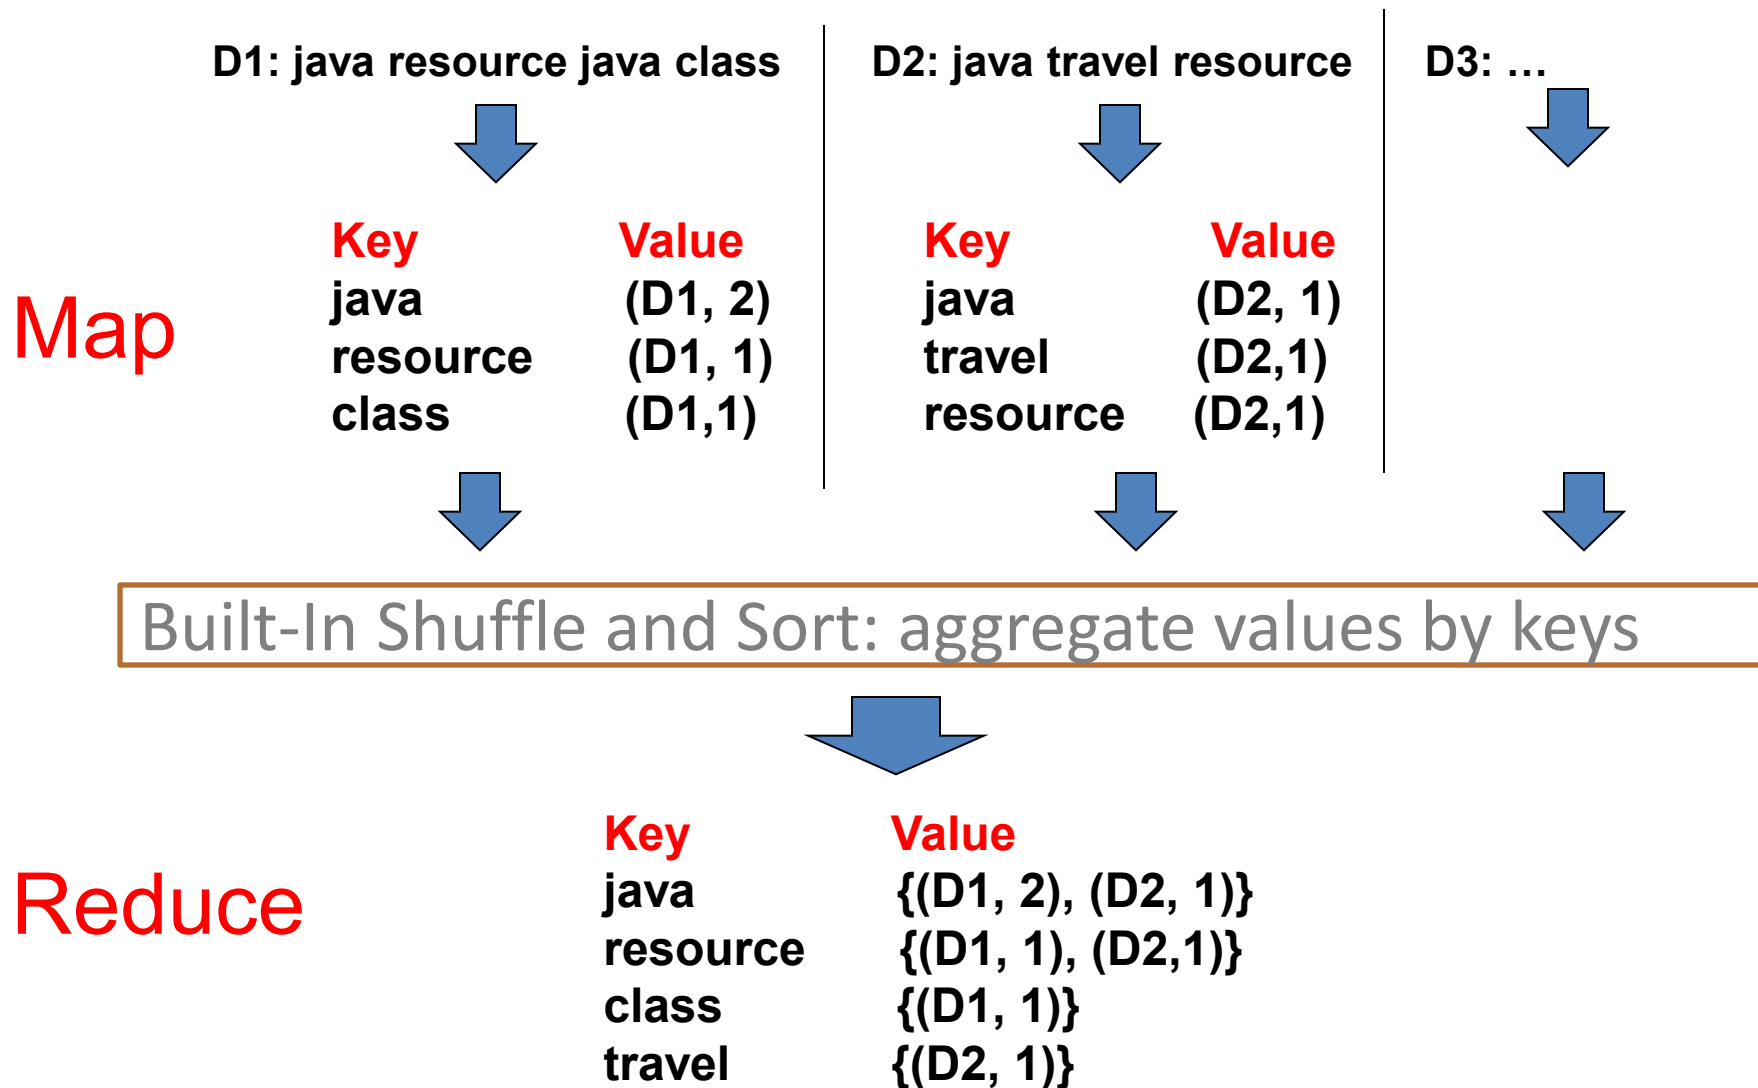 D1: java resource java class
D2: java travel resource
D3: …
Map
Key Value
java (D1, 2)
resource (D1, 1)
class (D1,1)
Key Value
java (D2, 1)
travel (D2,1)
resource (D2,1)
Built-In Shuffle and Sort: aggregate values by keys
Reduce
Key Value
java {(D1, 2), (D2, 1)}
resource {(D1, 1), (D2,1)}
class {(D1, 1)}
travel {(D2, 1)}